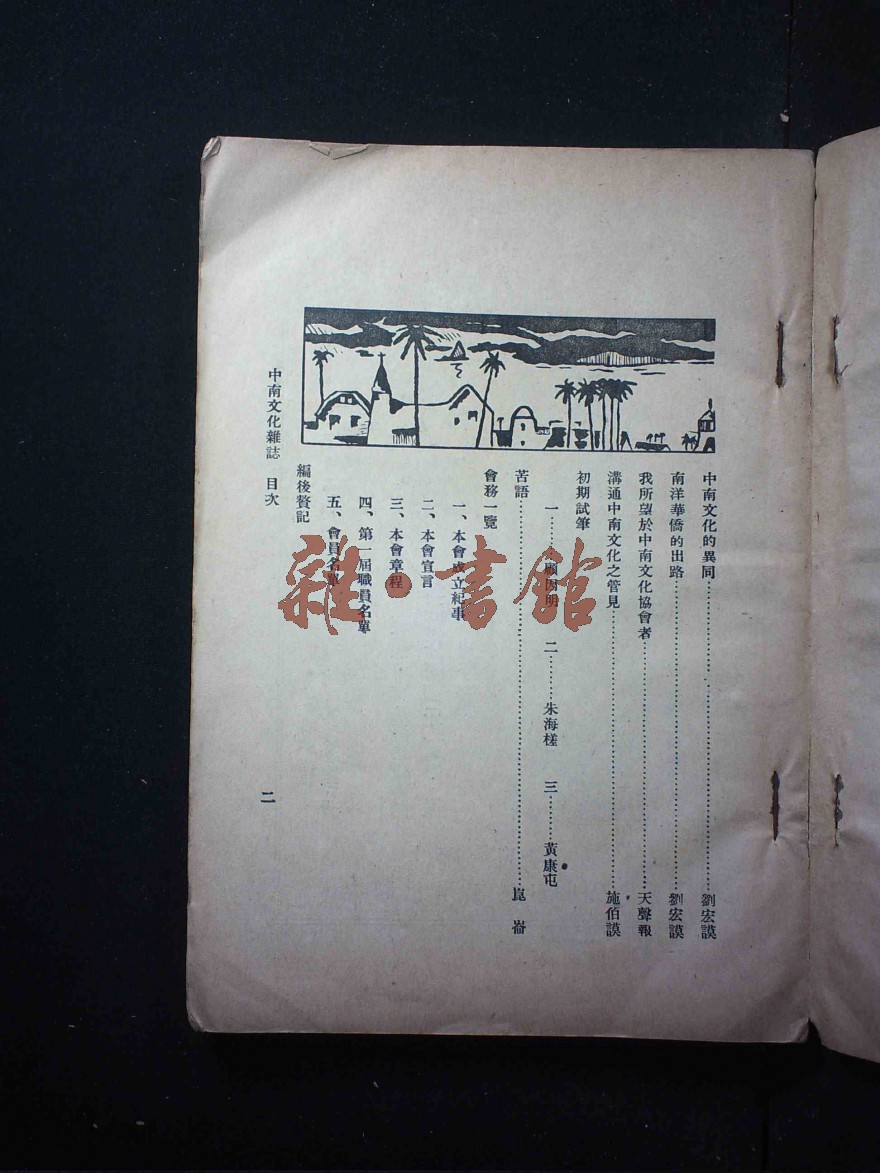 中南文化的異同……劉宏謨
南洋華僑的出路……劉宏謨
我所望於中南文化協會者……天聲報
溝通中南文化之管見……施伯謨
初期試筆
一……顧因明 二……朱海槎 三……黃康屯
苦語……崑崙
會務一覽
一、本會成立紀事
二、本會宣言
三、本會章程
四、第一屆職員名單
五、會員名單
編後贅記
中南文化雜誌 目次
二
雜·書館